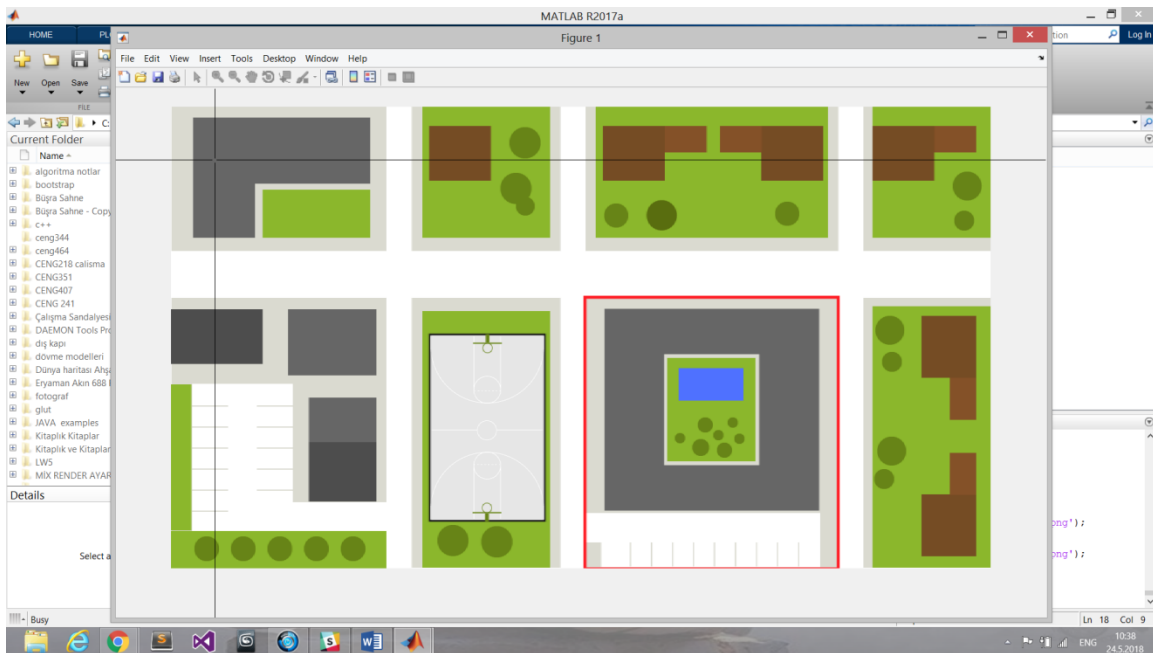 MATLAB R2017a
HOME
PL
Figure 1
tion
Log In
File Edit View Insert Tools Desktop Window Help
New Open Save
FILE
C:
Current Folder
Name
algoritma notlar
bootstrap
Büşra Sahne
Büşra Sahne - Copy
c++
ceng344
ceng464
CENG218 calisma
CENG351
CENG407
CENG 241
Çalışma Sandalyesi
DAEMON Tools Pro
dış kapı
dövme modelleri
Dünya haritası Ahşa
Eryaman Akın 688
fotograf
glut
JAVA examples
Kitaplık Kitaplar
Kitaplık ve Kitaplar
LW5
MİX RENDER AYAR
Details
Select a
ong');
ong');
Busy
Ln 18 Col 9
ENG
10:38
24.5.2018